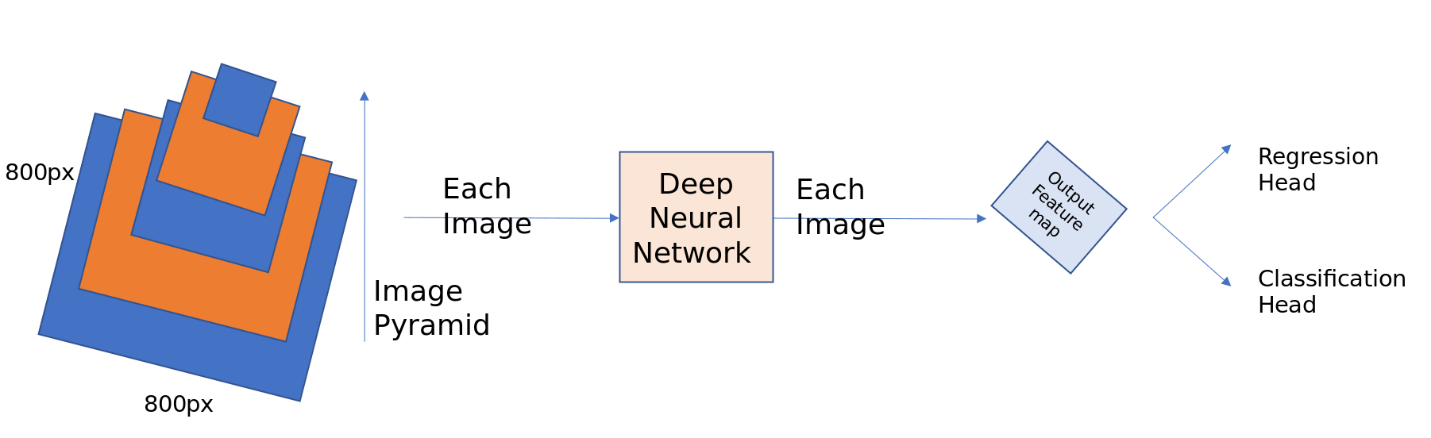 800px
800px
Image
Pyramid
Each
Image
Deep
Neural
Network
Each
Image
Output
Feature
map
Regression
Head
Classification
Head